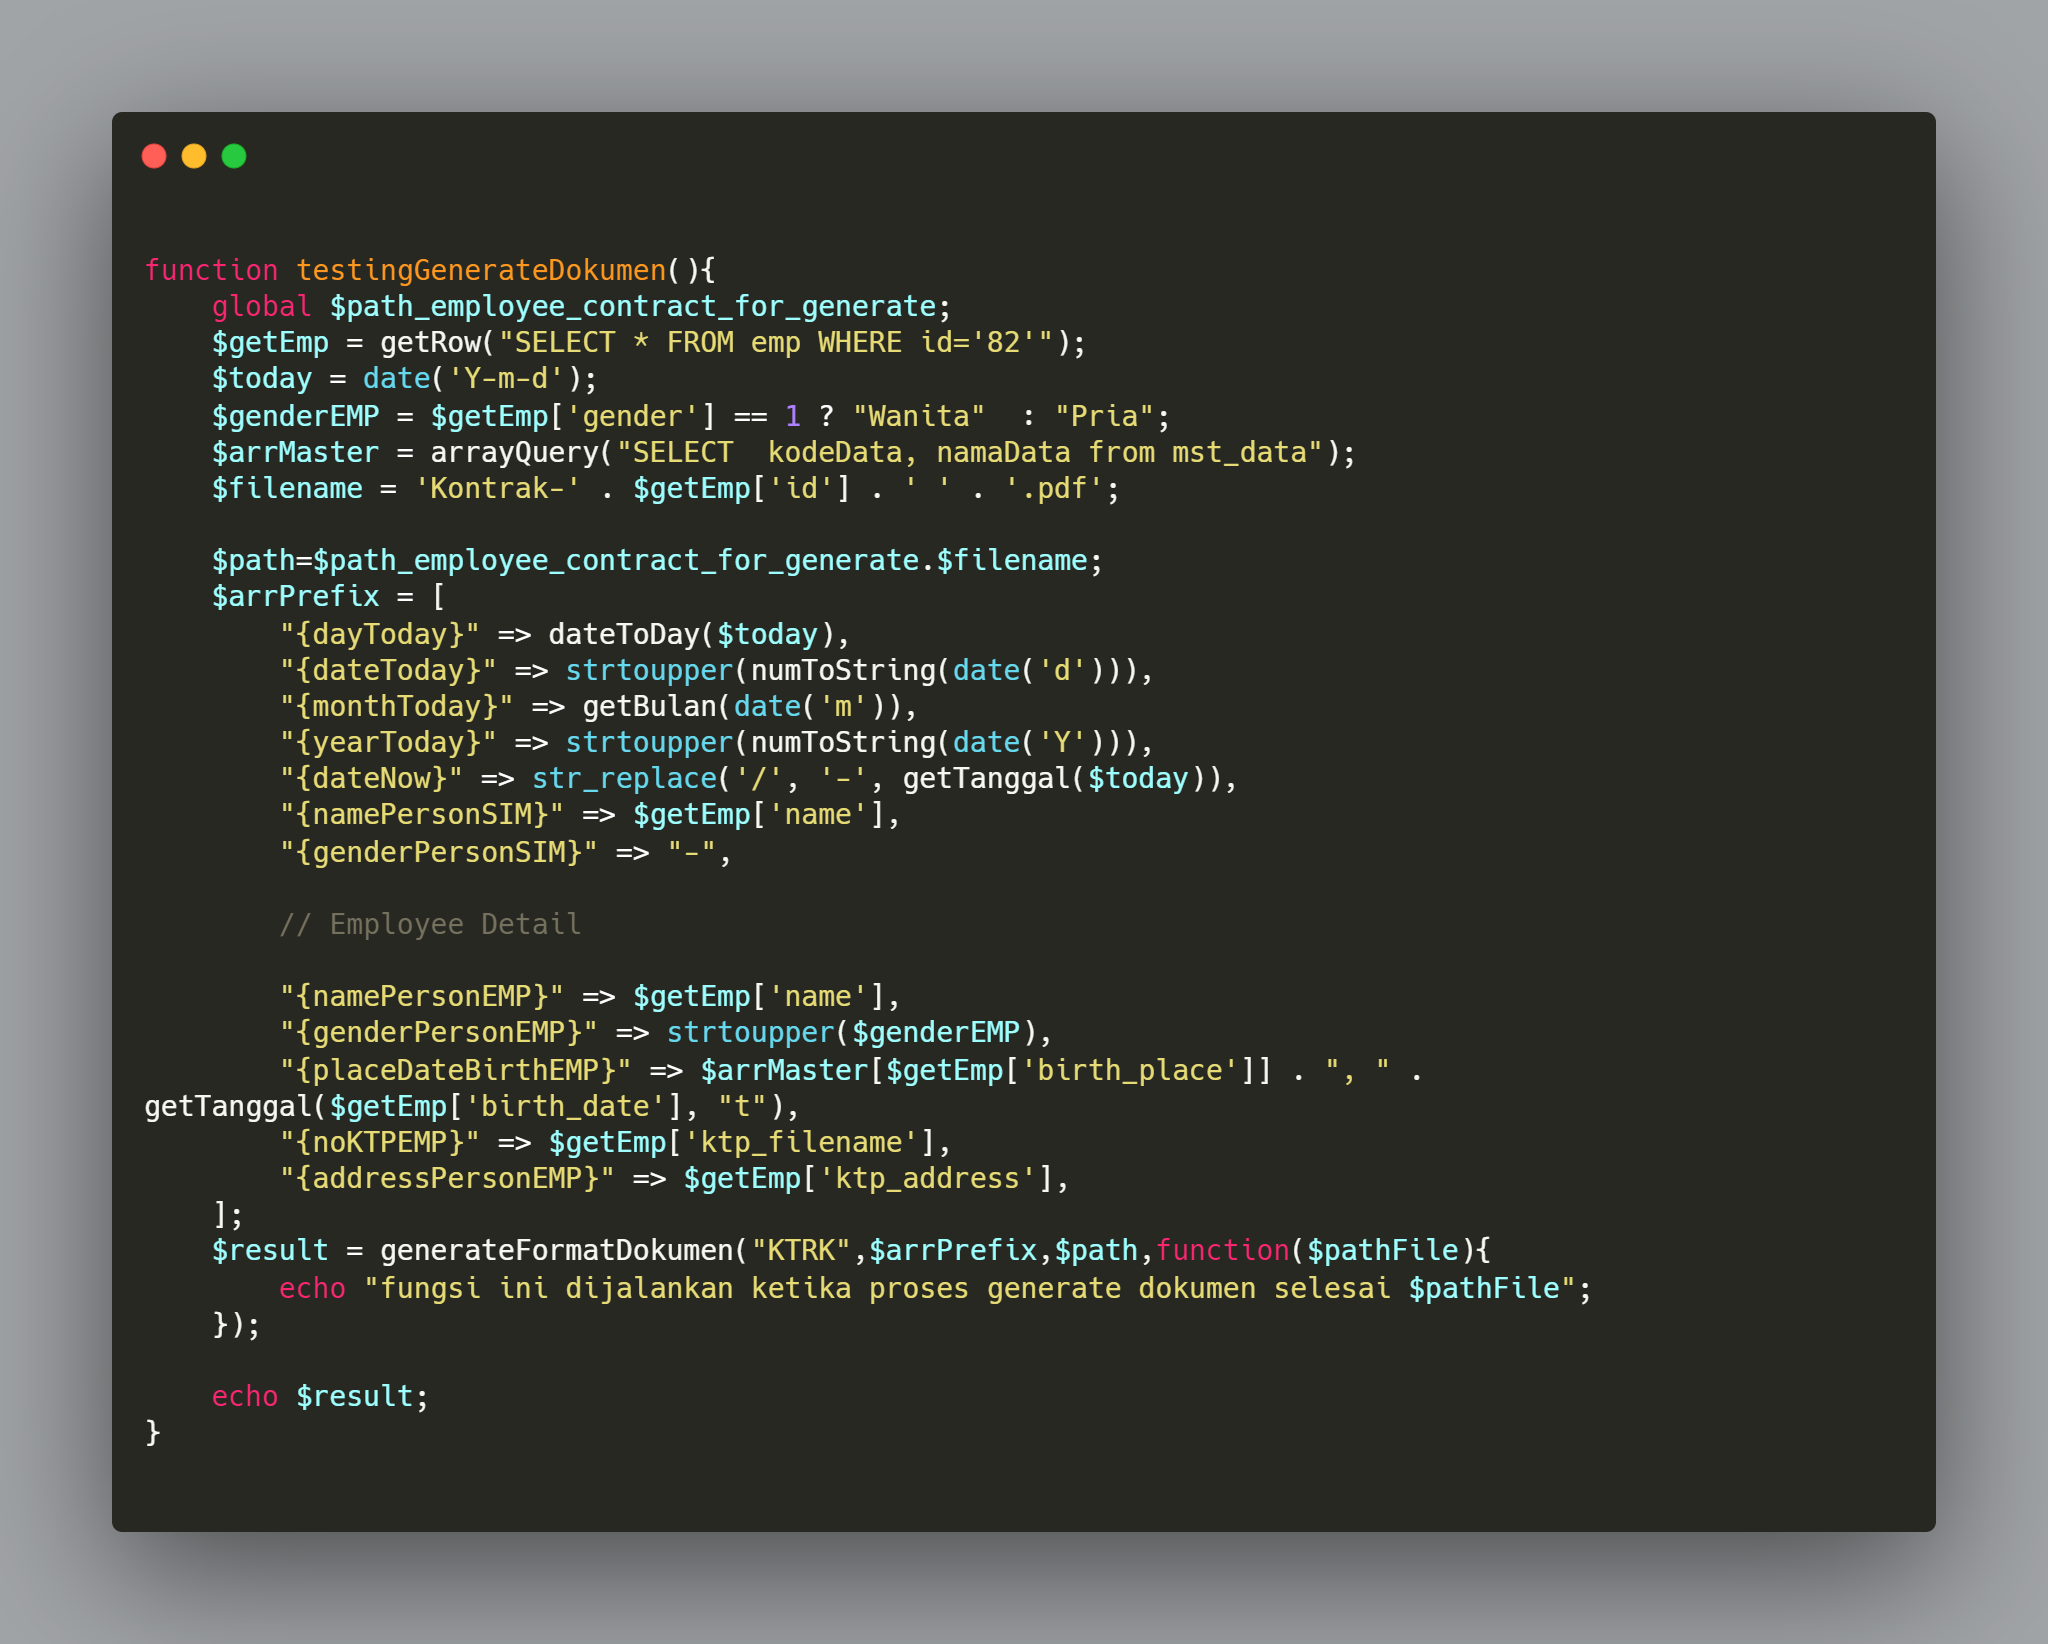 function testingGenerateDokumen(){
    global $path_employee_contract_for_generate;
    $getEmp = getRow("SELECT * FROM emp WHERE id='82'");
    $today = date('Y-m-d');
    $genderEMP = $getEmp['gender'] == 1 ? "Wanita"  : "Pria";
    $arrMaster = arrayQuery("SELECT  kodeData, namaData from mst_data");
    $filename = 'Kontrak-' . $getEmp['id'] . ' ' . '.pdf';

    $path=$path_employee_contract_for_generate.$filename;
    $arrPrefix = [
        "{dayToday}" => dateToDay($today),
        "{dateToday}" => strtoupper(numToString(date('d'))),
        "{monthToday}" => getBulan(date('m')),
        "{yearToday}" => strtoupper(numToString(date('Y'))),
        "{dateNow}" => str_replace('/', '-', getTanggal($today)),
        "{namePersonSIM}" => $getEmp['name'],
        "{genderPersonSIM}" => "-",

        // Employee Detail

        "{namePersonEMP}" => $getEmp['name'],
        "{genderPersonEMP}" => strtoupper($genderEMP),
        "{placeDateBirthEMP}" => $arrMaster[$getEmp['birth_place']] . ", " .
getTanggal($getEmp['birth_date'], "t"),
        "{noKTPEMP}" => $getEmp['ktp_filename'],
        "{addressPersonEMP}" => $getEmp['ktp_address'],
    ];
    $result = generateFormatDokumen("KTRK",$arrPrefix,$path,function($pathFile){
        echo "fungsi ini dijalankan ketika proses generate dokumen selesai $pathFile";
    });

    echo $result;
}